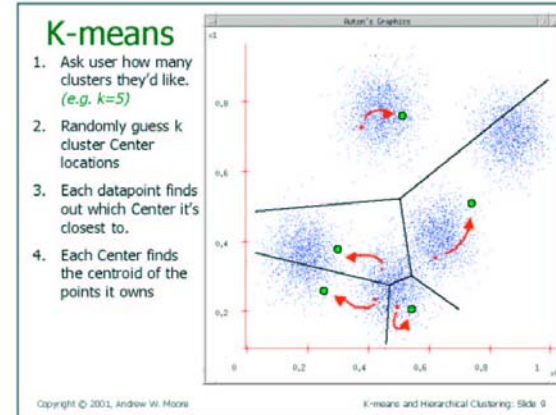 K-means
1. Ask user how many
clusters they'd like.
(e.g. k=5)
2. Randomly guess k
cluster Center
locations
3. Each datapoint finds
out which Center it's
closest to.
4. Each Center finds
the centroid of the
points it owns
Auton's Graphics
x1
0.8
0.6
0.4
0.2
0
0.2
0.4
0.6
0.8
1
x0
Copyright © 2001, Andrew W. Moore
K-means and Hierarchical Clustering: Slide 9